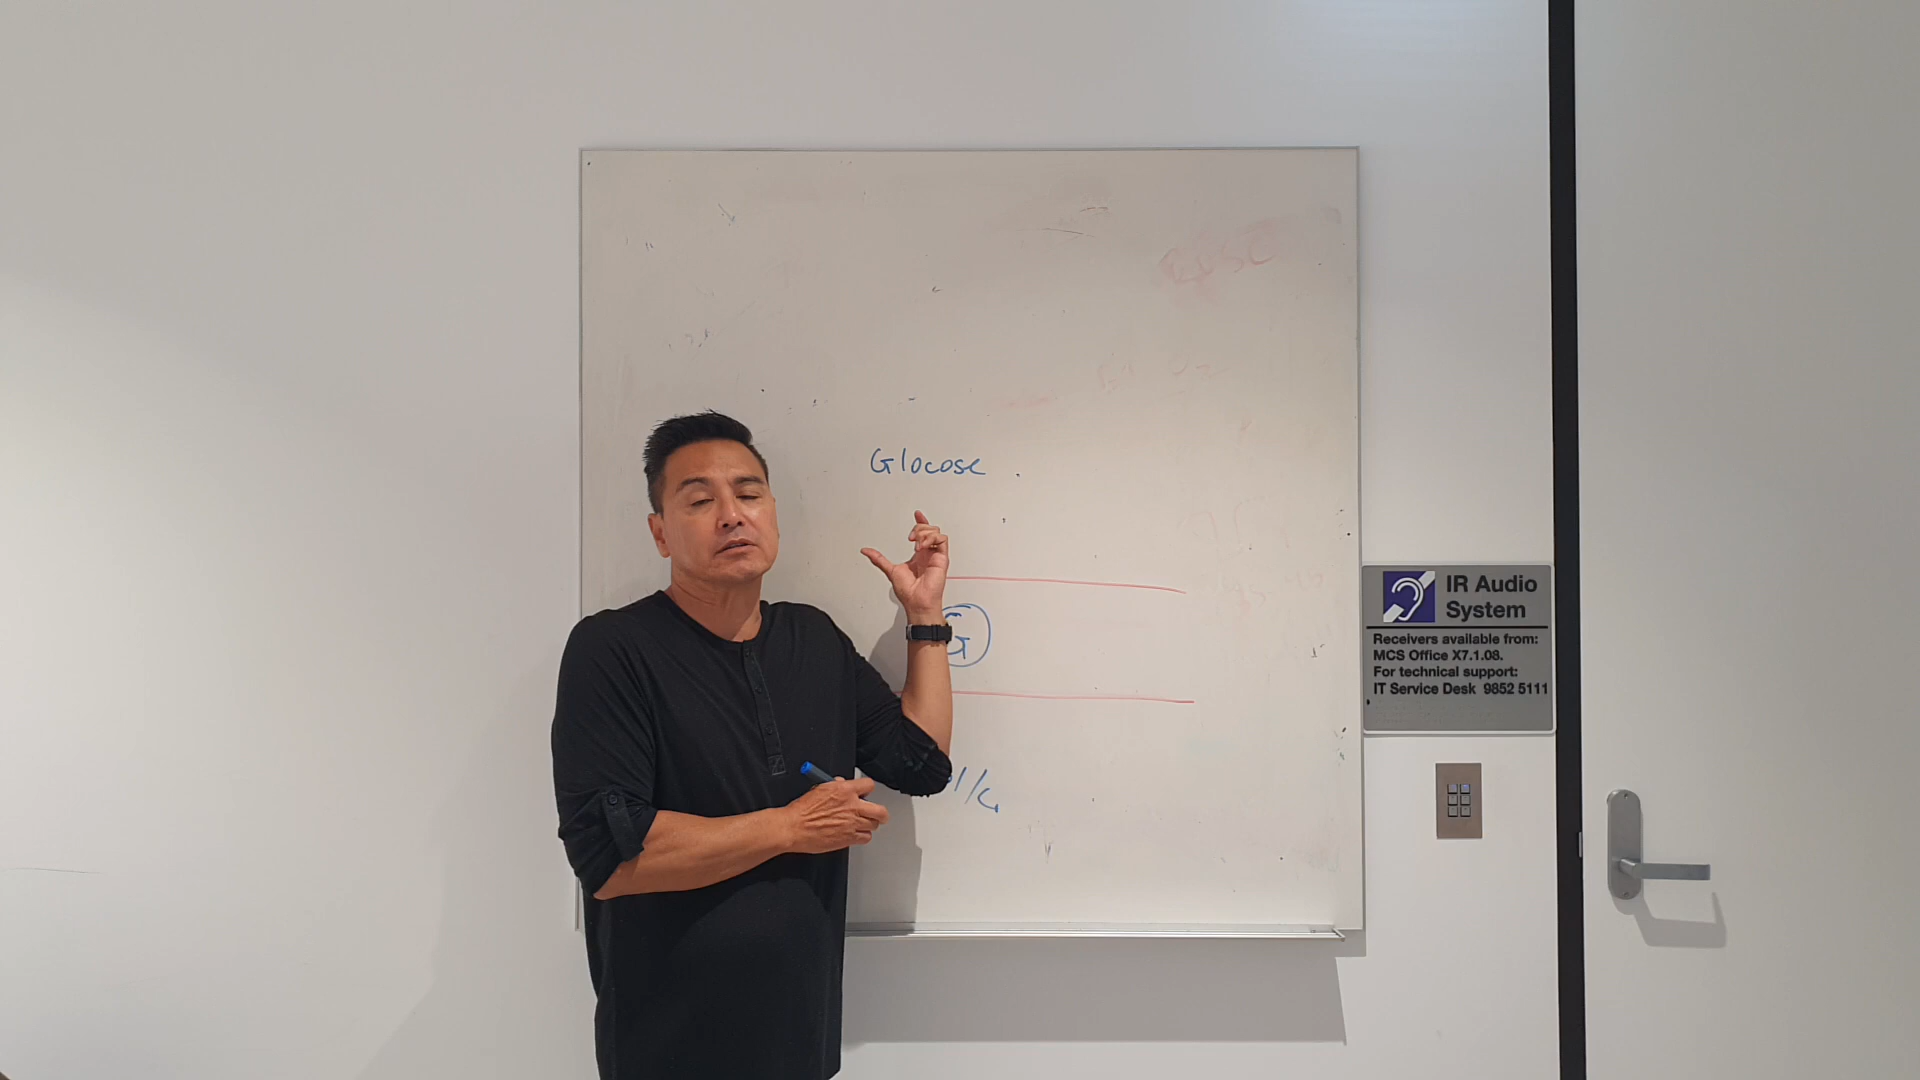 Glocose .
G
IR Audio
System
Receivers available from:
MCS Office X7.1.08.
For technical support:
IT Service Desk 9852 5111